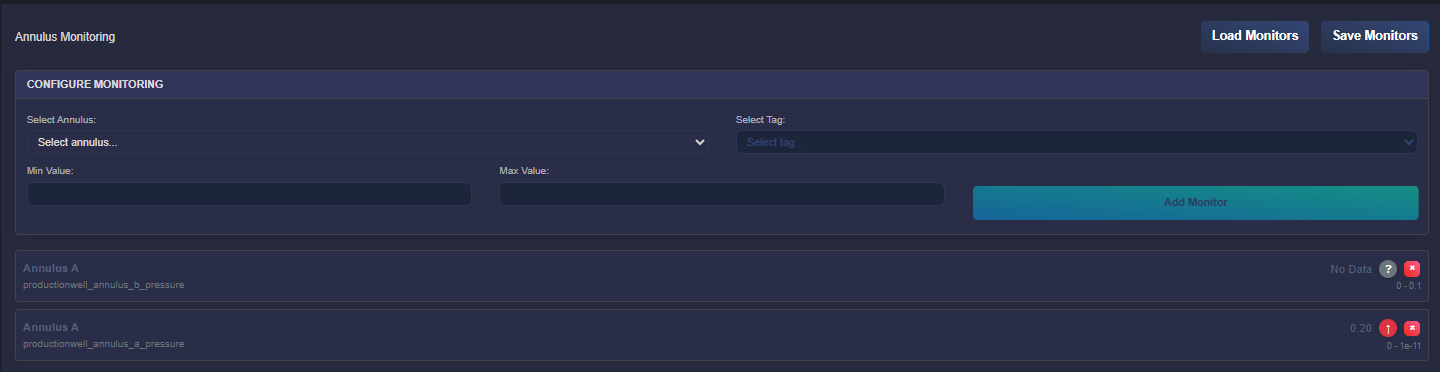 Annulus Monitoring
Load Monitors
Save Monitors
CONFIGURE MONITORING
Select Annulus:
Select Tag:
Select annulus...
Select tag...
Min Value:
Max Value:
Add Monitor
Annulus A
No Data ?
productionwell_annulus_b_pressure
0 - 0.1
Annulus A
0.20 ↑
productionwell_annulus_a_pressure
0 - 1e-11